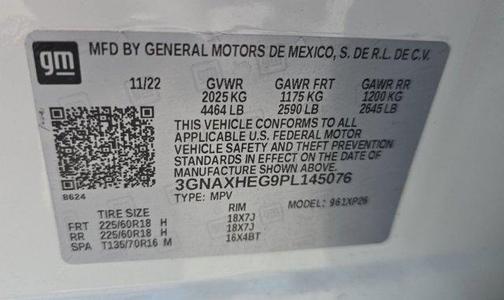 gm
MFD BY GENERAL MOTORS DE MEXICO, S. DE R.L. DE C.V.
11/22 GVWR GAWR FRT GAWR RR
2025 KG 1175 KG 1200 KG
4464 LB 2590 LB 2645 LB
THIS VEHICLE CONFORMS TO ALL
APPLICABLE U.S. FEDERAL MOTOR
VEHICLE SAFETY AND THEFT PREVENTION
STANDARDS IN EFFECT ON THE DATE OF
MANUFACTURE SHOWN ABOVE.
3GNAXHEG9PL145076
8624
TYPE: MPV MODEL: 961XP26
TIRE SIZE RIM
FRT 225/60R18 H 18X7J
RR 225/60R18 H 18X7J
SPA T135/70R16 M 16X4BT